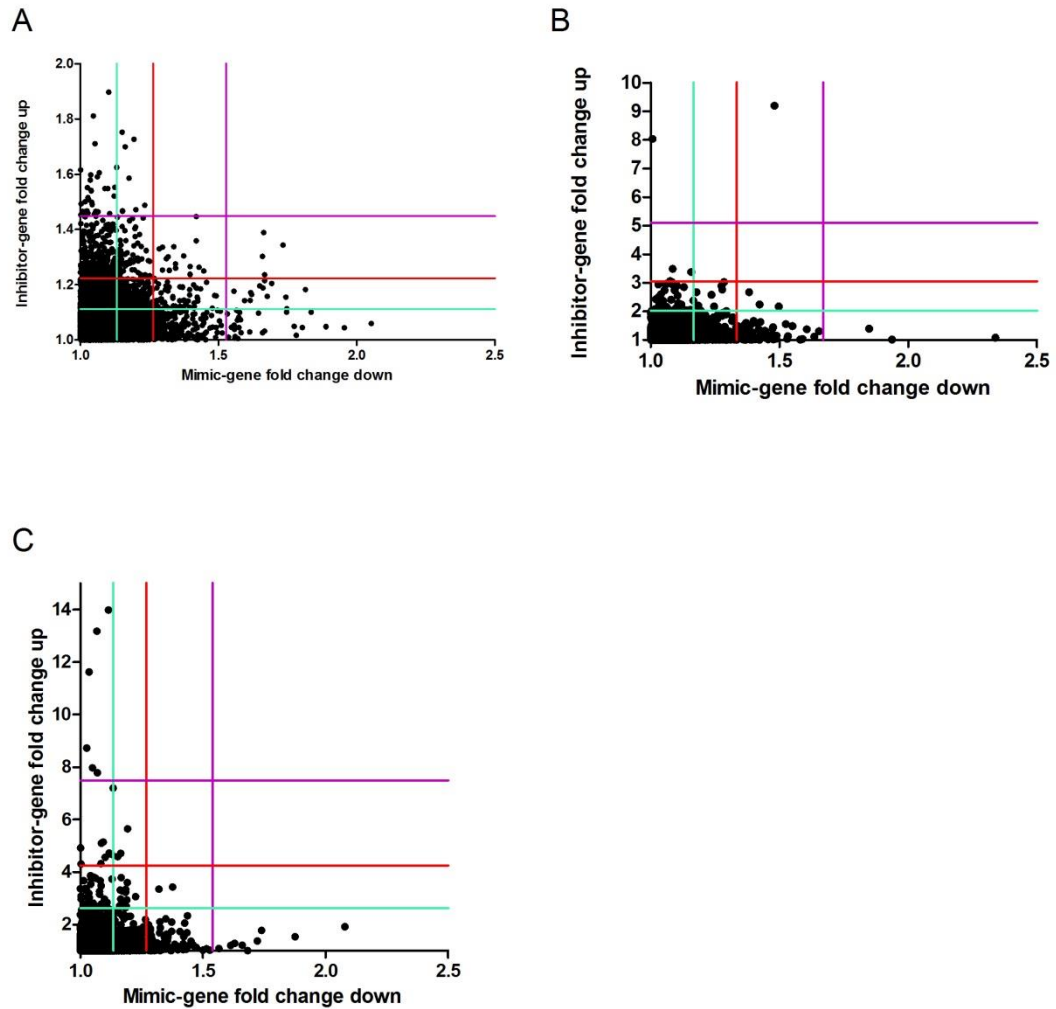 A
Inhibitor-gene fold change up
2.0
1.8
1.6
1.4
1.2
1.0
1.0 1.5 2.0 2.5
Mimic-gene fold change down
B
Inhibitor-gene fold change up
10
9
8
7
6
5
4
3
2
1
1.0 1.5 2.0 2.5
Mimic-gene fold change down
C
Inhibitor-gene fold change up
14
12
10
8
6
4
2
1.0 1.5 2.0 2.5
Mimic-gene fold change down